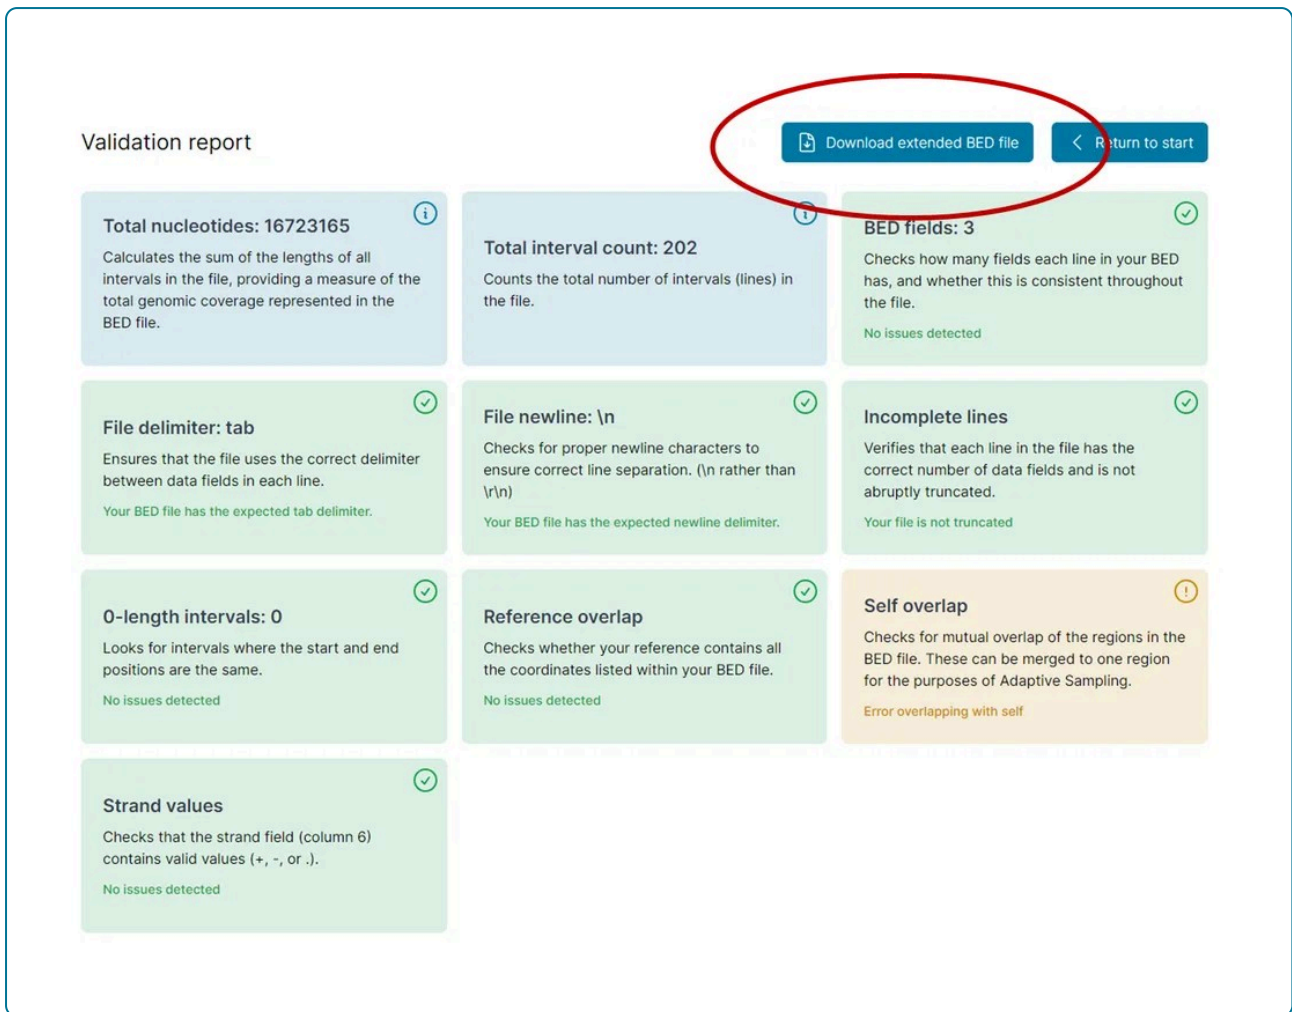 Validation report
Download extended BED file
Return to start
Total nucleotides: 16723165
Calculates the sum of the lengths of all
intervals in the file, providing a measure of the
total genomic coverage represented in the
BED file.
Total interval count: 202
Counts the total number of intervals (lines) in
the file.
BED fields: 3
Checks how many fields each line in your BED
has, and whether this is consistent throughout
the file.
No issues detected
File delimiter: tab
Ensures that the file uses the correct delimiter
between data fields in each line.
Your BED file has the expected tab delimiter.
File newline: \n
Checks for proper newline characters to
ensure correct line separation. (\n rather than
\r\n)
Your BED file has the expected newline delimiter.
Incomplete lines
Verifies that each line in the file has the
correct number of data fields and is not
abruptly truncated.
Your file is not truncated
0-length intervals: 0
Looks for intervals where the start and end
positions are the same.
No issues detected
Reference overlap
Checks whether your reference contains all
the coordinates listed within your BED file.
No issues detected
Self overlap
Checks for mutual overlap of the regions in the
BED file. These can be merged to one region
for the purposes of Adaptive Sampling.
Error overlapping with self
Strand values
Checks that the strand field (column 6)
contains valid values (+, -, or .).
No issues detected